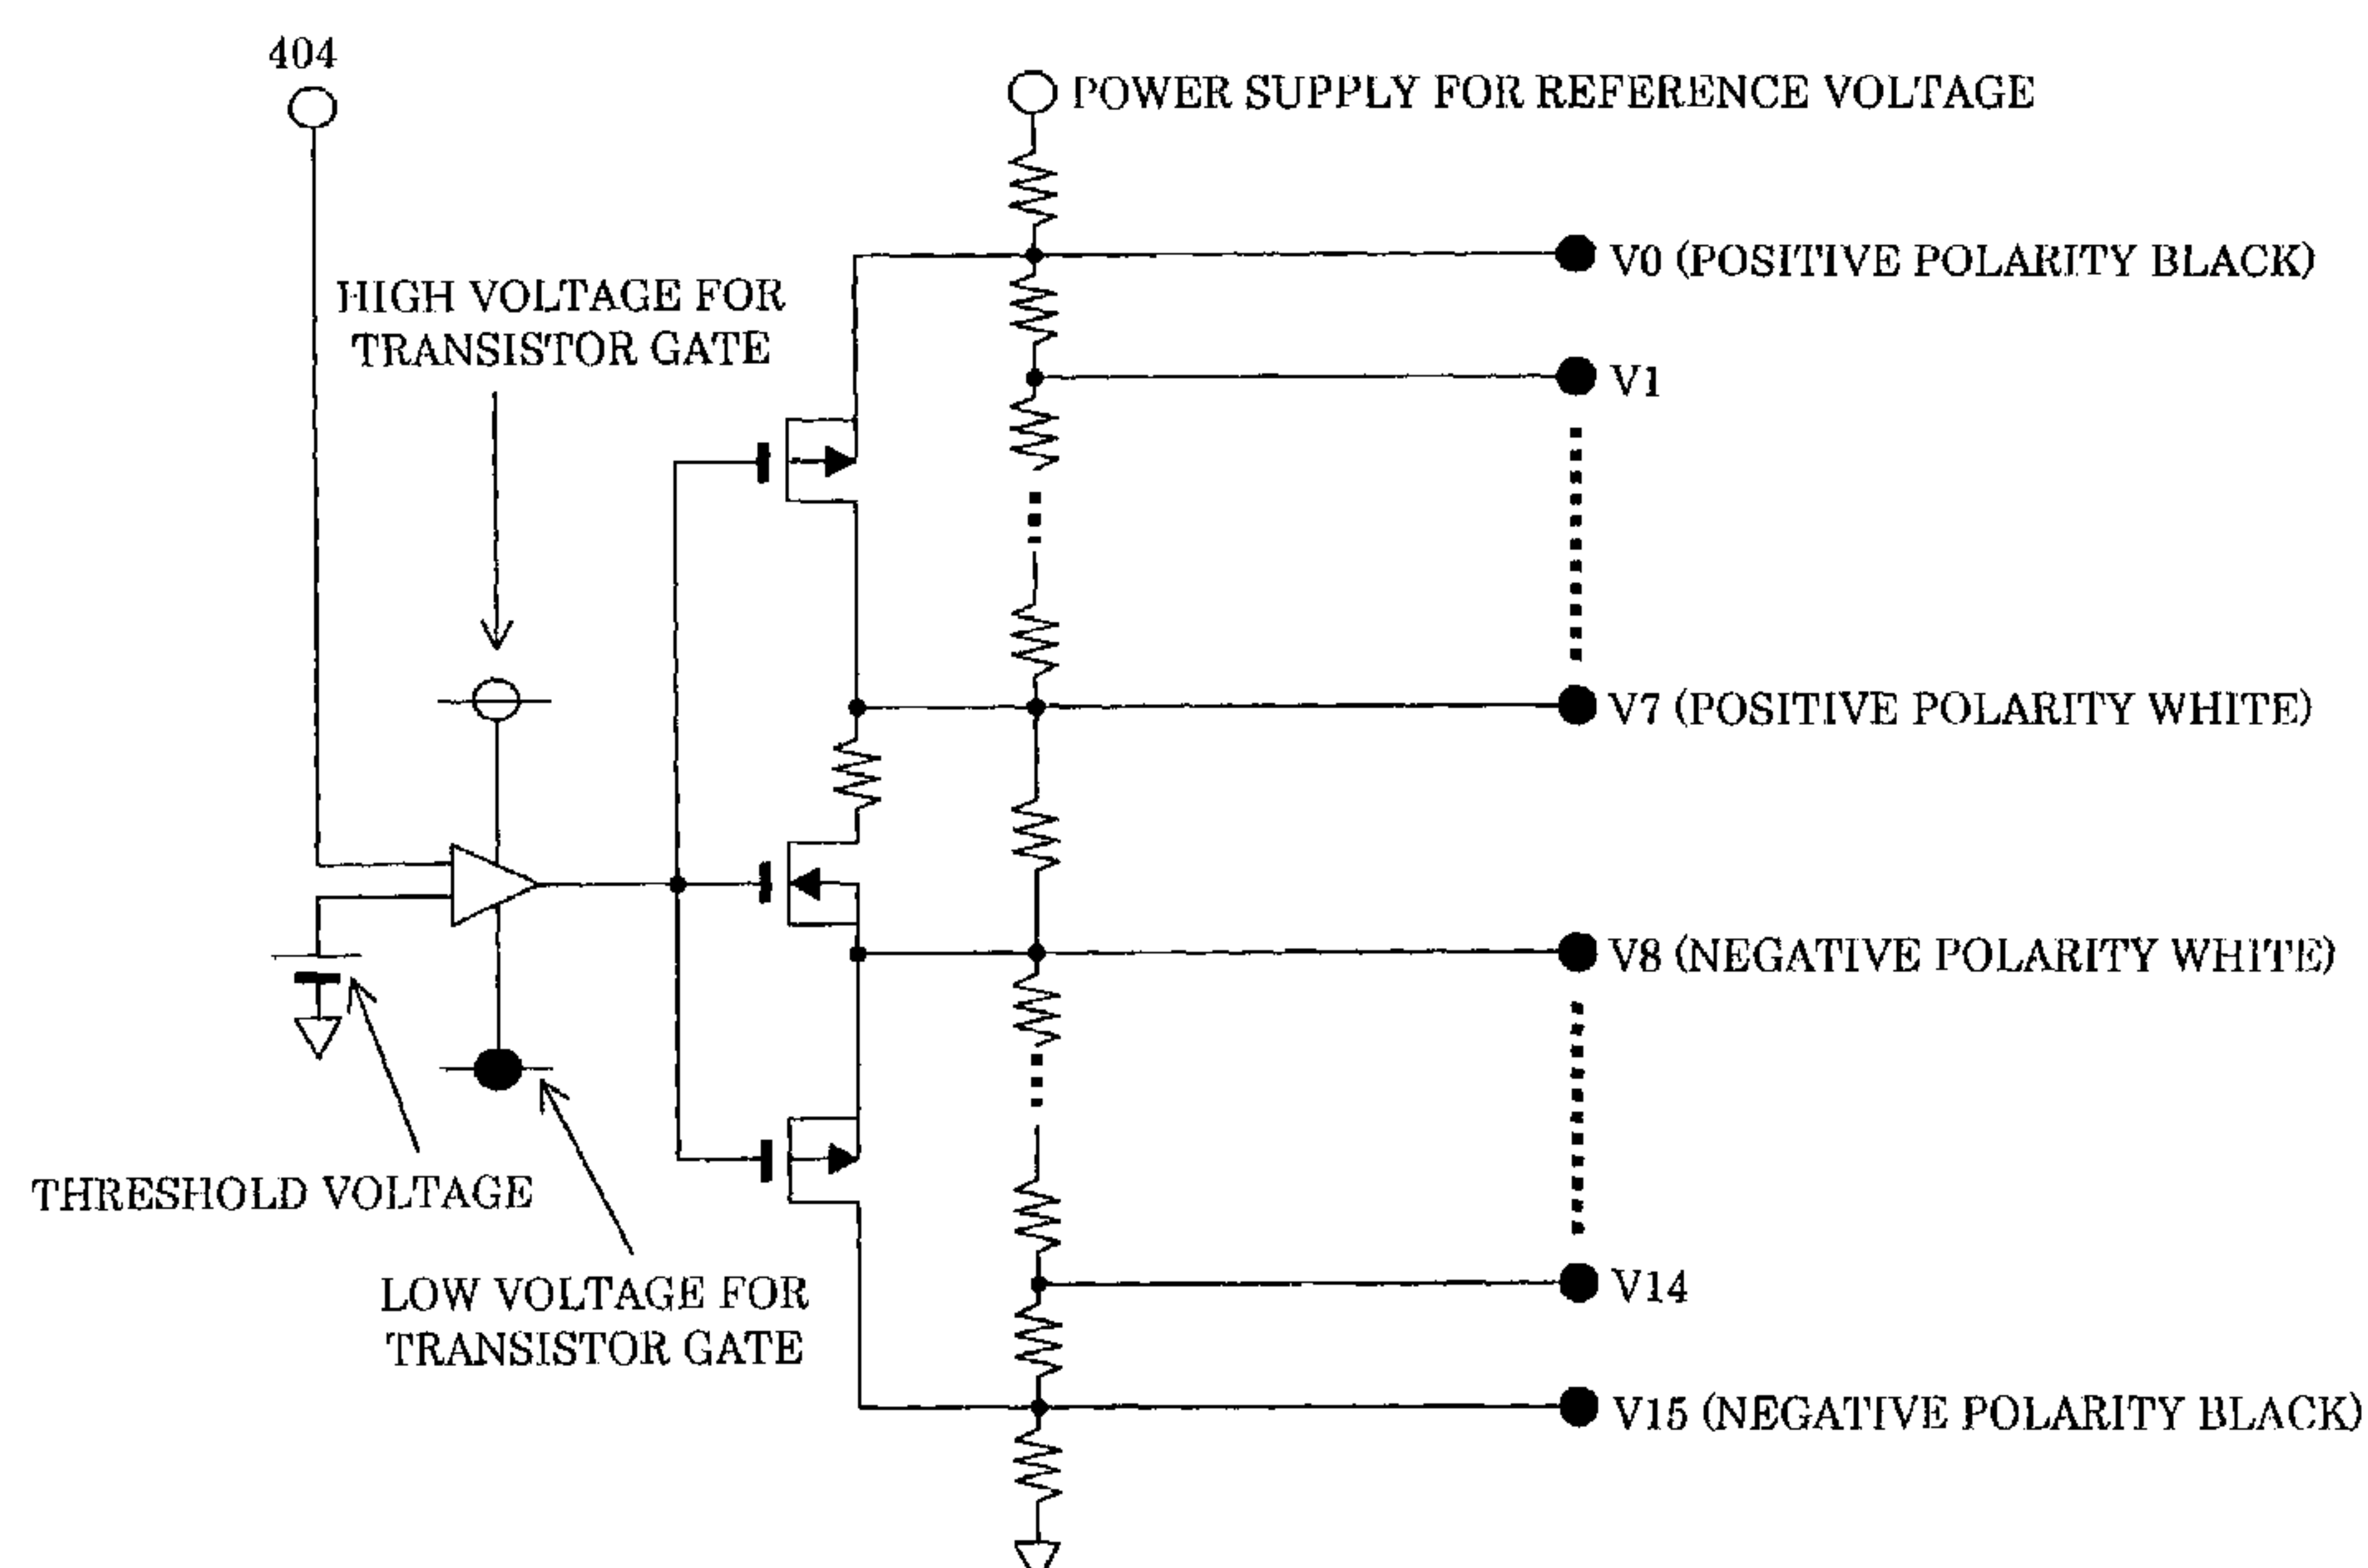 404
POWER SUPPLY FOR REFERENCE VOLTAGE
V0 (POSITIVE POLARITY BLACK)
HIGH VOLTAGE FOR
TRANSISTOR GATE
V1
V7 (POSITIVE POLARITY WHITE)
V8 (NEGATIVE POLARITY WHITE)
THRESHOLD VOLTAGE
LOW VOLTAGE FOR
TRANSISTOR GATE
V14
V15 (NEGATIVE POLARITY BLACK)